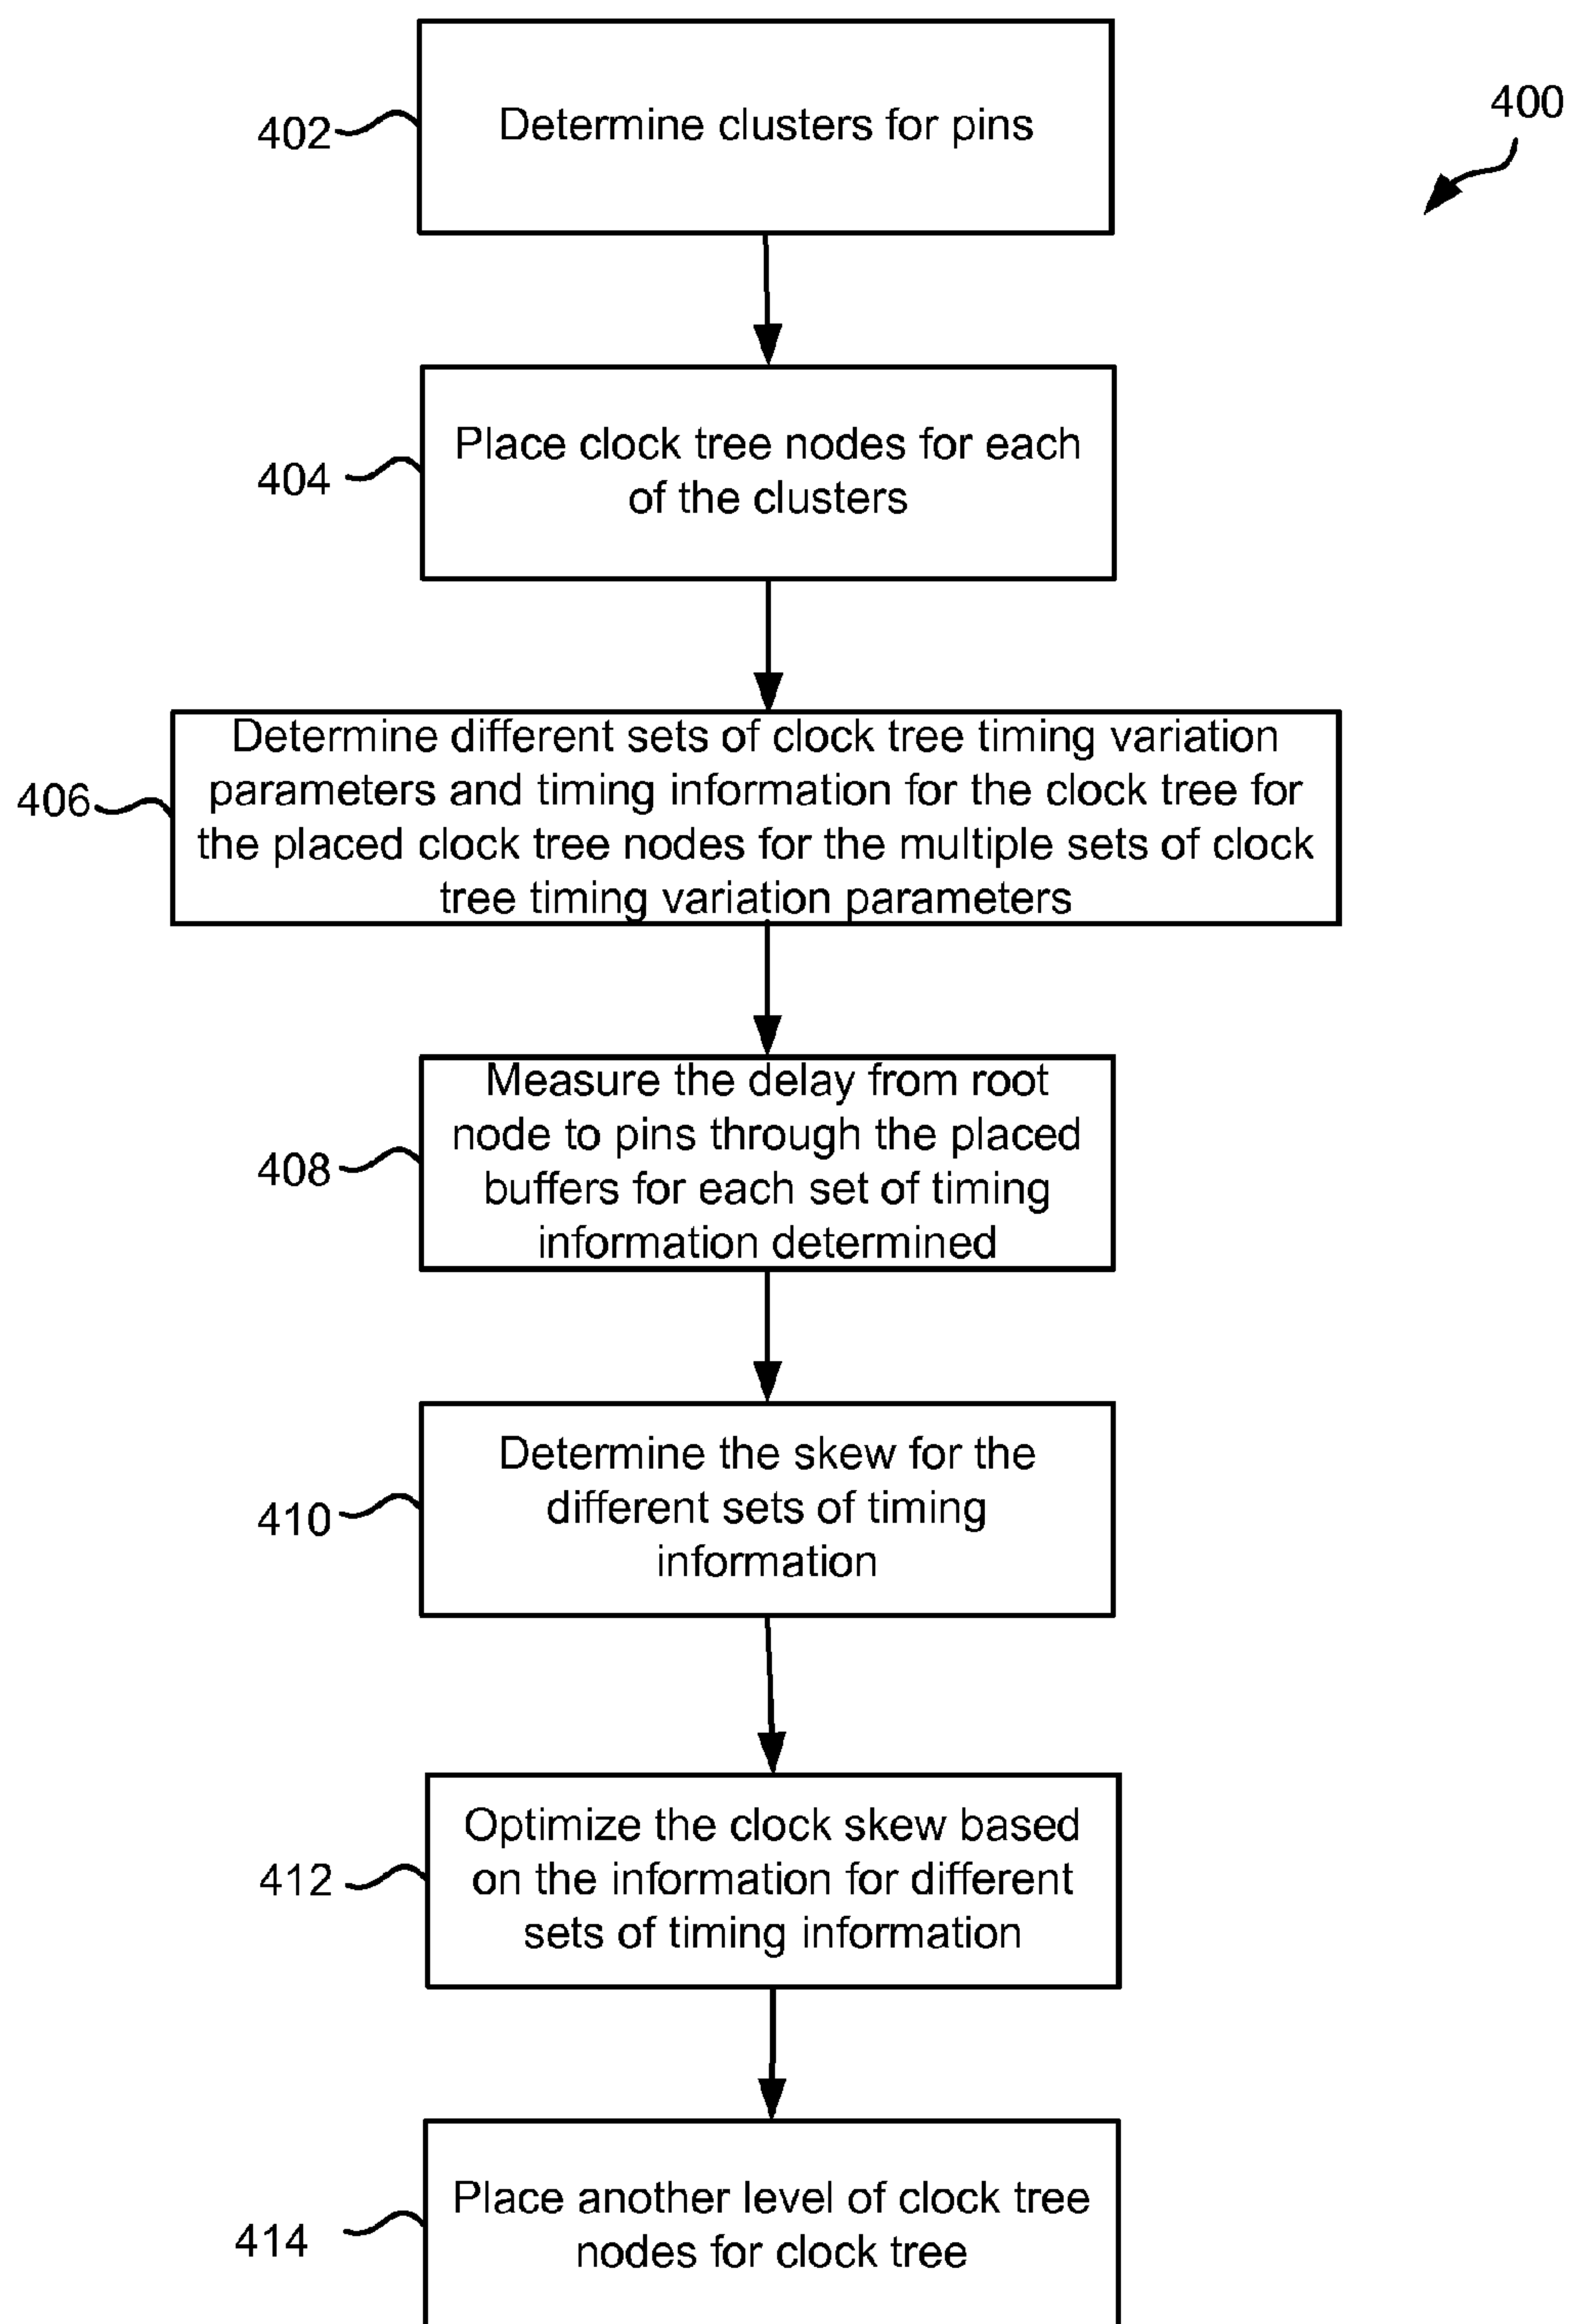 400
402
Determine clusters for pins
404
Place clock tree nodes for each
of the clusters
406
Determine different sets of clock tree timing variation
parameters and timing information for the clock tree for
the placed clock tree nodes for the multiple sets of clock
tree timing variation parameters
408
Measure the delay from root
node to pins through the placed
buffers for each set of timing
information determined
410
Determine the skew for the
different sets of timing
information
412
Optimize the clock skew based
on the information for different
sets of timing information
414
Place another level of clock tree
nodes for clock tree